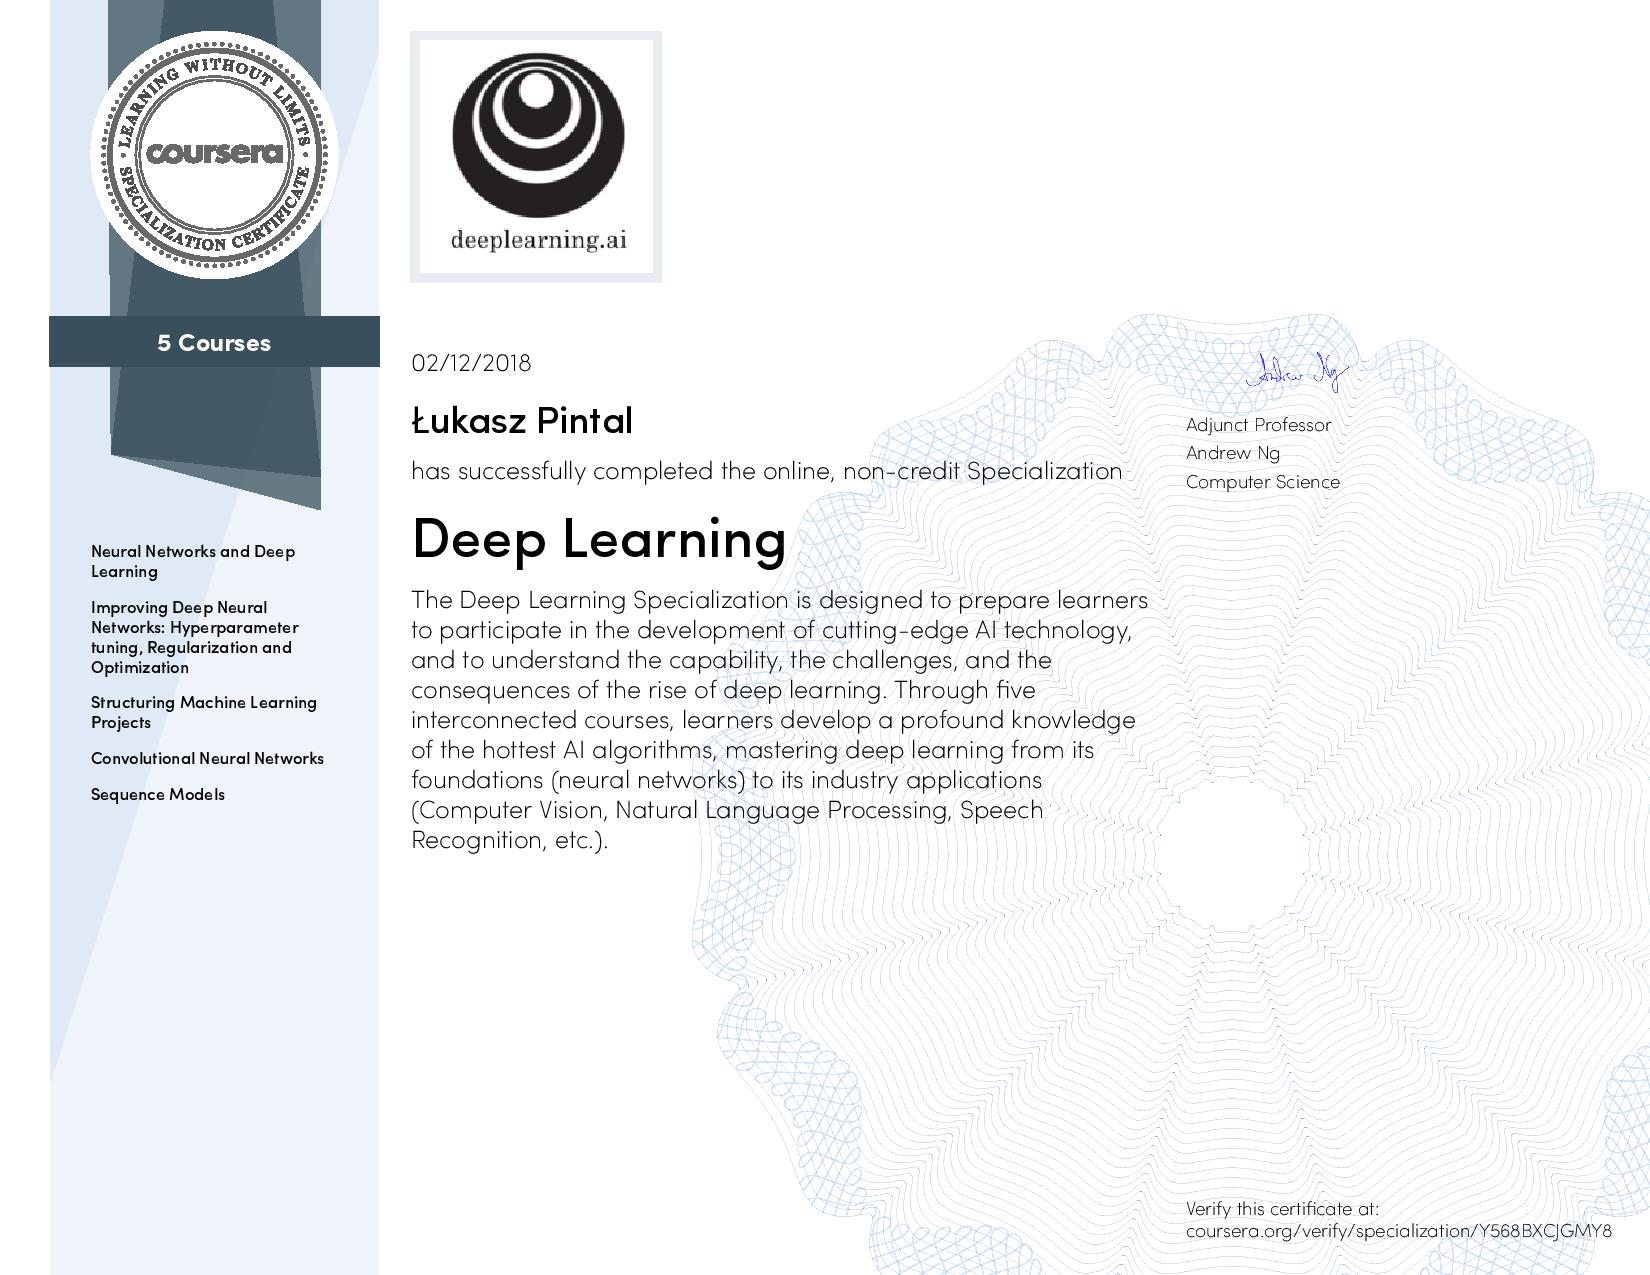 LEARNING WITHOUT LIMITS
coursera
SPECIALIZATION CERTIFICATE
5 Courses
Neural Networks and Deep
Learning
Improving Deep Neural
Networks: Hyperparameter
tuning, Regularization and
Optimization
Structuring Machine Learning
Projects
Convolutional Neural Networks
Sequence Models
deeplearning.ai
02/12/2018
Łukasz Pintal
has successfully completed the online, non-credit Specialization
Deep Learning
The Deep Learning Specialization is designed to prepare learners
to participate in the development of cutting-edge AI technology,
and to understand the capability, the challenges, and the
consequences of the rise of deep learning. Through five
interconnected courses, learners develop a profound knowledge
of the hottest AI algorithms, mastering deep learning from its
foundations (neural networks) to its industry applications
(Computer Vision, Natural Language Processing, Speech
Recognition, etc.).
Andrew Ng
Adjunct Professor
Andrew Ng
Computer Science
Verify this certificate at:
coursera.org/verify/specialization/Y568BXCJGMY8